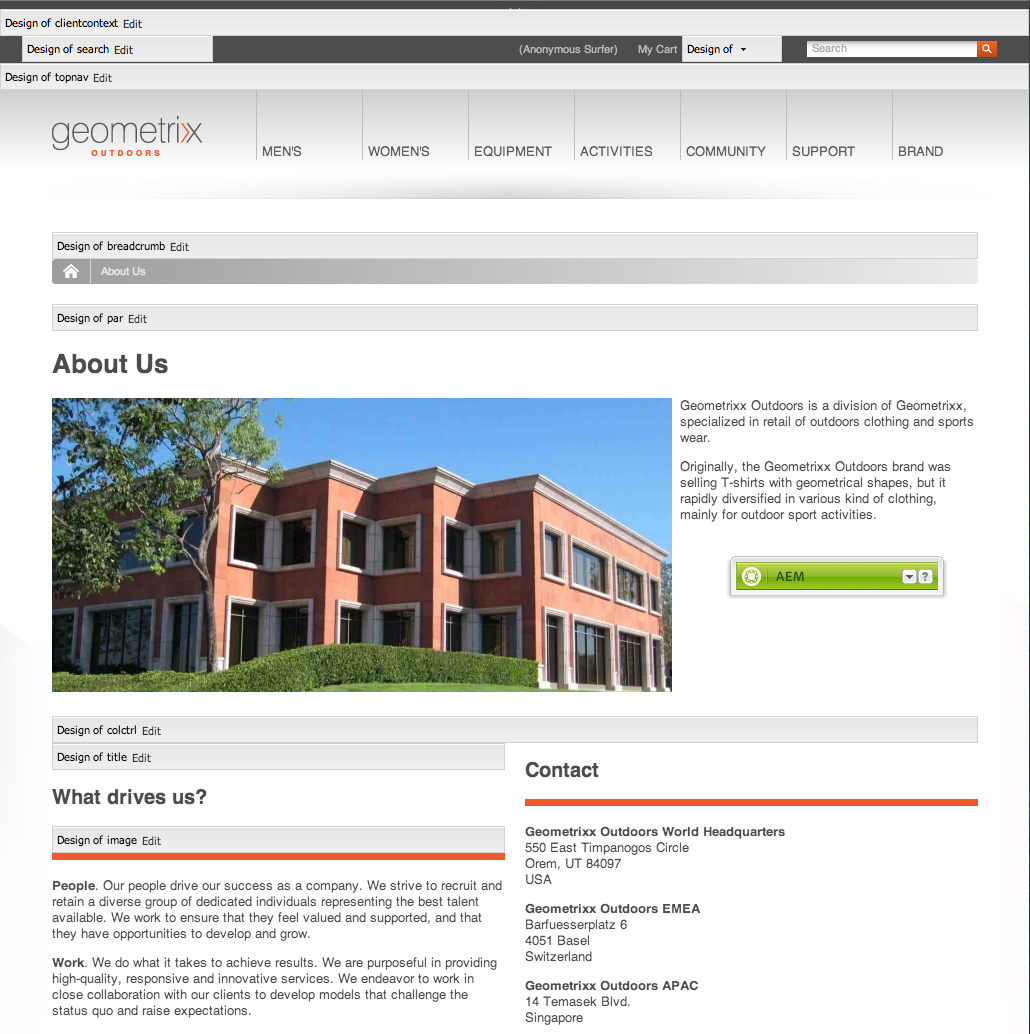 Design of clientcontext Edit
Design of search Edit
(Anonymous Surfer) My Cart Design of Search
Design of topnav Edit
geometrixx
OUTDOORS
MEN'S WOMEN'S EQUIPMENT ACTIVITIES COMMUNITY SUPPORT BRAND
Design of breadcrumb Edit
About Us
Design of par Edit
About Us
Geometrixx Outdoors is a division of Geometrixx,
specialized in retail of outdoors clothing and sports
wear.
Originally, the Geometrixx Outdoors brand was
selling T-shirts with geometrical shapes, but it
rapidly diversified in various kind of clothing,
mainly for outdoor sport activities.
AEM ?
Design of colctrl Edit
Design of title Edit
What drives us?
Design of image Edit
People. Our people drive our success as a company. We strive to recruit and
retain a diverse group of dedicated individuals representing the best talent
available. We work to ensure that they feel valued and supported, and that
they have opportunities to develop and grow.
Work. We do what it takes to achieve results. We are purposeful in providing
high-quality, responsive and innovative services. We endeavor to work in
close collaboration with our clients to develop models that challenge the
status quo and raise expectations.
Contact
Geometrixx Outdoors World Headquarters
550 East Timpanogos Circle
Orem, UT 84097
USA
Geometrixx Outdoors EMEA
Barfuesserplatz 6
4051 Basel
Switzerland
Geometrixx Outdoors APAC
14 Temasek Blvd.
Singapore